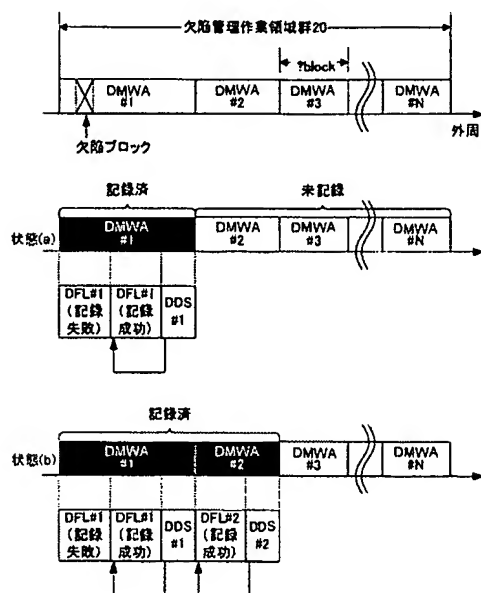 欠陥管理作業領域群20
?block
DMWA #1
DMWA #2
DMWA #3
DMWA #N
外周
欠陥ブロック
記録済
未記録
状態(a)
DMWA #1
DMWA #2
DMWA #3
DMWA #N
DFL#1 (記録失敗)
DFL#1 (記録成功)
DDS #1
記録済
状態(b)
DMWA #1
DMWA #2
DMWA #3
DMWA #N
DFL#1 (記録失敗)
DFL#1 (記録成功)
DDS #1
DFL#2 (記録成功)
DDS #2